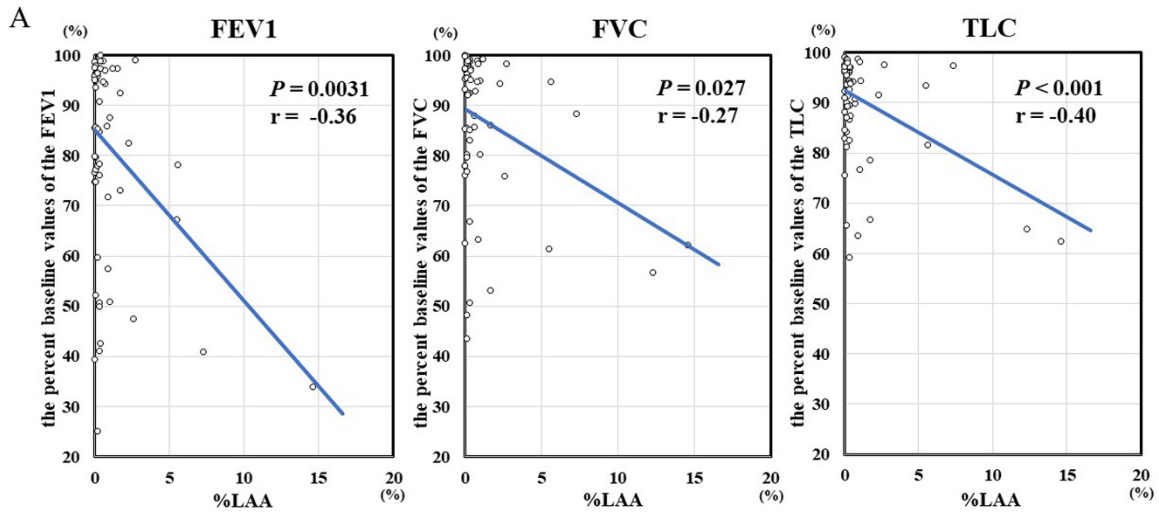 A
FEV1
(%)
the percent baseline values of the FEV1
100
90
80
70
60
50
40
30
20
P = 0.0031
r = -0.36
0 5 10 15 20
%LAA
(%)
FVC
(%)
the percent baseline values of the FVC
100
90
80
70
60
50
40
30
20
P = 0.027
r = -0.27
0 5 10 15 20
%LAA
(%)
TLC
(%)
the percent baseline values of the TLC
100
90
80
70
60
50
40
30
20
P < 0.001
r = -0.40
0 5 10 15 20
%LAA
(%)